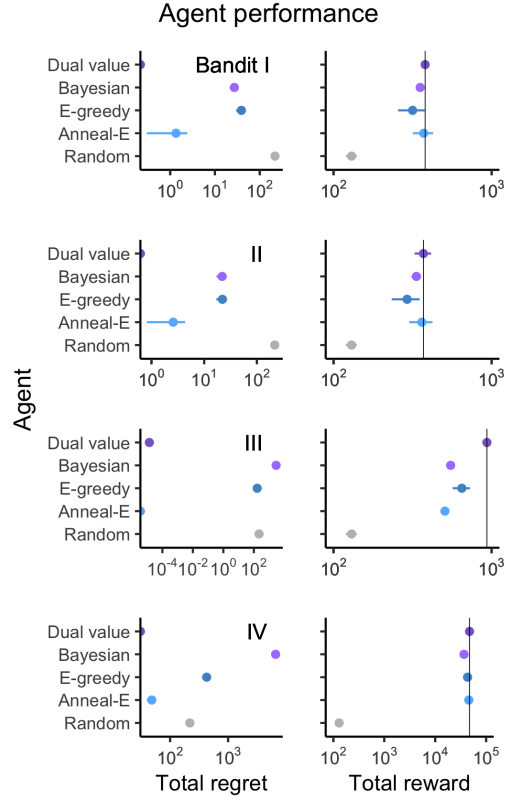 Agent performance
Dual value
Bandit I
Bayesian
E-greedy
Anneal-E
Random
10^0 10^1 10^2
10^2 10^3
Dual value
II
Bayesian
E-greedy
Anneal-E
Random
10^0 10^1 10^2
10^2 10^3
Agent
Dual value
III
Bayesian
E-greedy
Anneal-E
Random
10^-4 10^-2 10^0 10^2
10^2 10^3
Dual value
IV
Bayesian
E-greedy
Anneal-E
Random
10^2 10^3
10^2 10^3 10^4 10^5
Total regret
Total reward